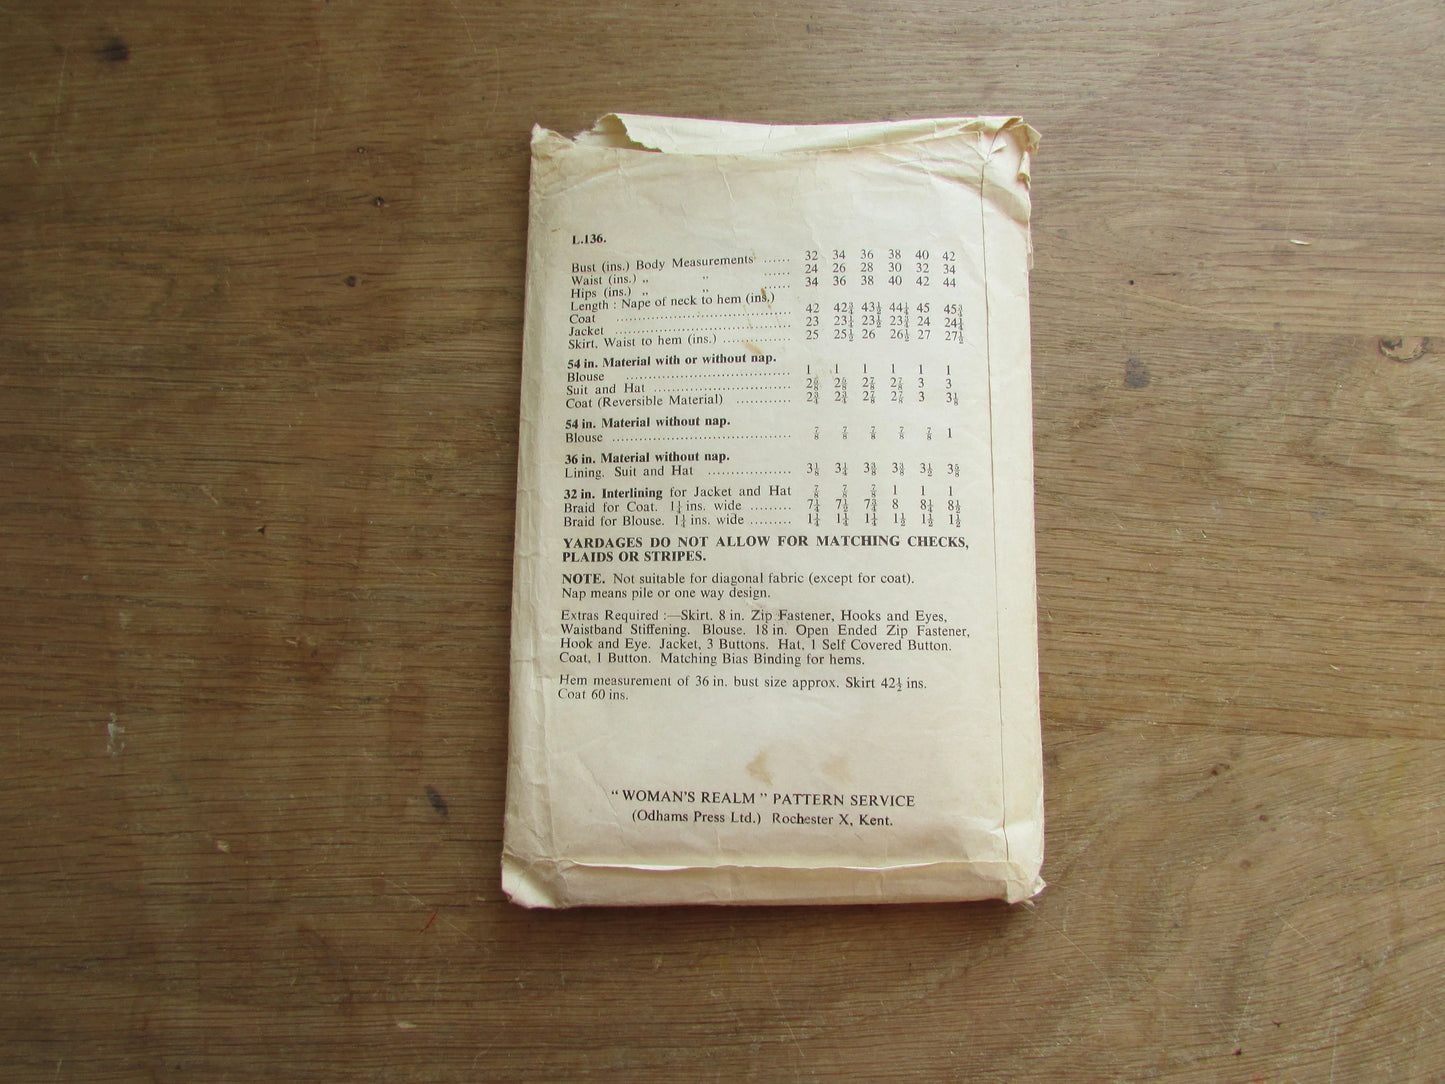 L.136.
Bust (ins.) Body Measurements ...... 32 34 36 38 40 42
Waist (ins.) „ „ ...... 24 26 28 30 32 34
Hips (ins.) „ „ ...... 34 36 38 40 42 44
Length : Nape of neck to hem (ins.)
Coat ...... 42 42¾ 43½ 44¼ 45 45¾
Jacket ...... 23 23¼ 23½ 23¾ 24 24¼
Skirt, Waist to hem (ins.) ...... 25 25½ 26 26½ 27 27½
54 in. Material with or without nap.
Blouse ...... 1 1 1 1 1 1
Suit and Hat ...... 2⅝ 2⅝ 2⅞ 2⅞ 3 3
Coat (Reversible Material) ...... 2¾ 2¾ 2⅞ 2⅞ 3 3⅛
54 in. Material without nap.
Blouse ...... ⅞ ⅞ ⅞ ⅞ ⅞ 1
36 in. Material without nap.
Lining. Suit and Hat ...... 3⅛ 3¼ 3⅜ 3⅜ 3½ 3⅝
32 in. Interlining for Jacket and Hat ⅞ ⅞ ⅞ 1 1 1
Braid for Coat. 1¼ ins. wide ...... 7¼ 7½ 7¾ 8 8¼ 8½
Braid for Blouse. 1¼ ins. wide ...... 1¼ 1¼ 1¼ 1½ 1½ 1½
YARDAGES DO NOT ALLOW FOR MATCHING CHECKS,
PLAIDS OR STRIPES.
NOTE. Not suitable for diagonal fabric (except for coat).
Nap means pile or one way design.
Extras Required :—Skirt. 8 in. Zip Fastener, Hooks and Eyes,
Waistband Stiffening. Blouse. 18 in. Open Ended Zip Fastener,
Hook and Eye. Jacket, 3 Buttons. Hat, 1 Self Covered Button.
Coat, 1 Button. Matching Bias Binding for hems.
Hem measurement of 36 in. bust size approx. Skirt 42½ ins.
Coat 60 ins.
“ WOMAN'S REALM ” PATTERN SERVICE
(Odhams Press Ltd.) Rochester X, Kent.